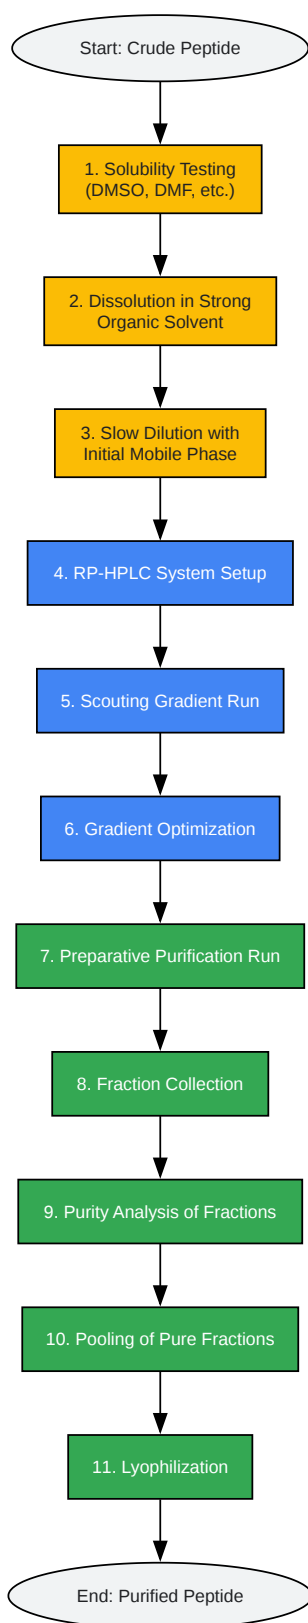 Start: Crude Peptide
1. Solubility Testing
(DMSO, DMF, etc.)
2. Dissolution in Strong
Organic Solvent
3. Slow Dilution with
Initial Mobile Phase
4. RP-HPLC System Setup
5. Scouting Gradient Run
6. Gradient Optimization
7. Preparative Purification Run
8. Fraction Collection
9. Purity Analysis of Fractions
10. Pooling of Pure Fractions
11. Lyophilization
End: Purified Peptide